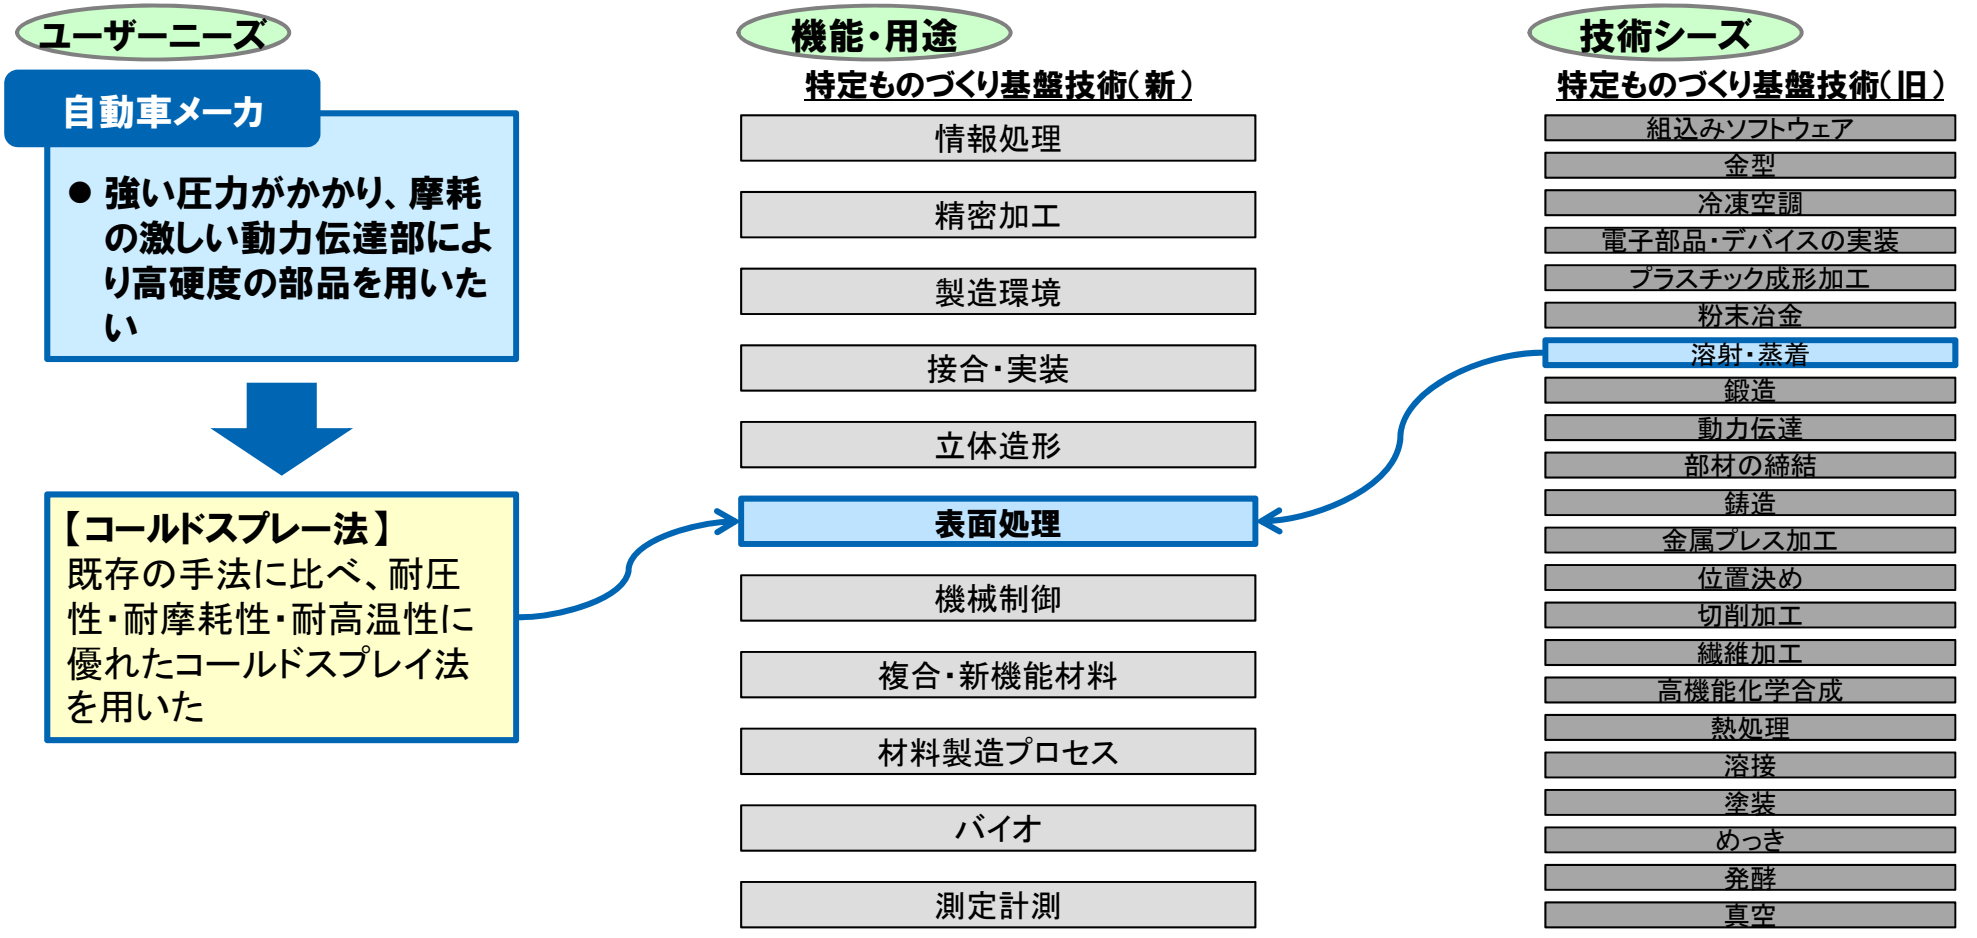 ユーザーニーズ
自動車メーカ
● 強い圧力がかかり、摩耗
の激しい動力伝達部によ
り高硬度の部品を用いた
い
【コールドスプレー法】
既存の手法に比べ、耐圧
性・耐摩耗性・耐高温性に
優れたコールドスプレイ法
を用いた
機能・用途
特定ものづくり基盤技術(新)
情報処理
精密加工
製造環境
接合・実装
立体造形
表面処理
機械制御
複合・新機能材料
材料製造プロセス
バイオ
測定計測
技術シーズ
特定ものづくり基盤技術(旧)
組込みソフトウェア
金型
冷凍空調
電子部品・デバイスの実装
プラスチック成形加工
粉末冶金
溶射・蒸着
鍛造
動力伝達
部材の締結
鋳造
金属プレス加工
位置決め
切削加工
繊維加工
高機能化学合成
熱処理
溶接
塗装
めっき
発酵
真空